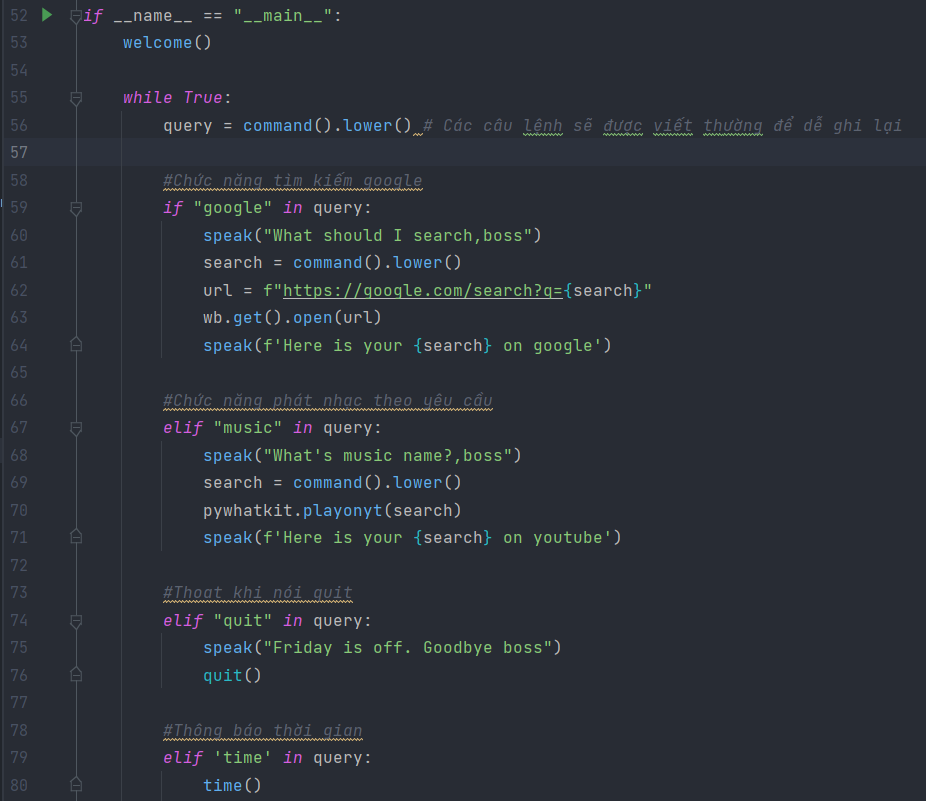 52 if __name__ == "__main__":
53     welcome()
54
55     while True:
56         query = command().lower() # Các câu lệnh sẽ được viết thường để dễ ghi lại
57
58         #Chức năng tìm kiếm google
59         if "google" in query:
60             speak("What should I search,boss")
61             search = command().lower()
62             url = f"https://google.com/search?q={search}"
63             wb.get().open(url)
64             speak(f'Here is your {search} on google')
65
66         #Chức năng phát nhạc theo yêu cầu
67         elif "music" in query:
68             speak("What's music name?,boss")
69             search = command().lower()
70             pywhatkit.playonyt(search)
71             speak(f'Here is your {search} on youtube')
72
73         #Thoat khi nói quit
74         elif "quit" in query:
75             speak("Friday is off. Goodbye boss")
76             quit()
77
78         #Thông báo thời gian
79         elif 'time' in query:
80             time()